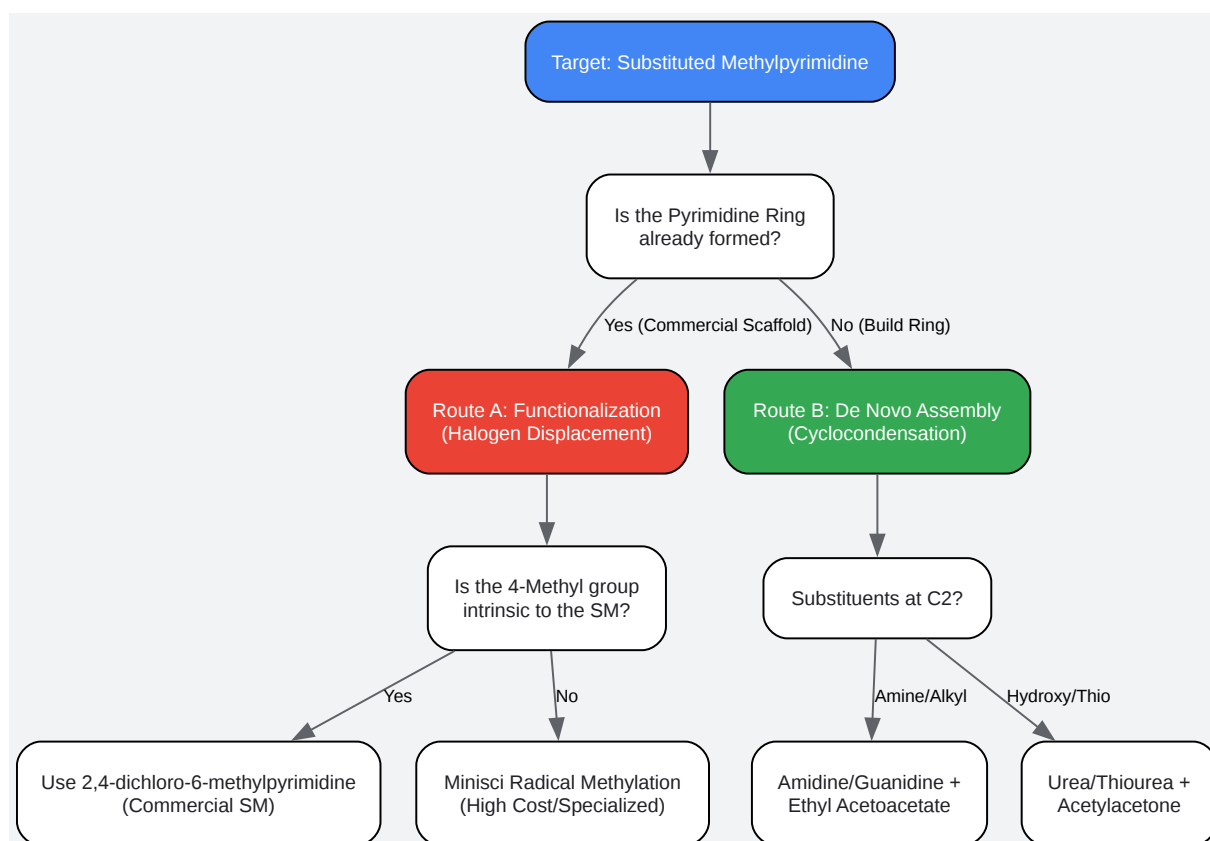 Target: Substituted Methylpyrimidine
Is the Pyrimidine Ring
already formed?
Yes (Commercial Scaffold)
No (Build Ring)
Route A: Functionalization
(Halogen Displacement)
Route B: De Novo Assembly
(Cyclocondensation)
Is the 4-Methyl group
intrinsic to the SM?
Substituents at C2?
Yes
No
Amine/Alkyl
Hydroxy/Thio
Use 2,4-dichloro-6-methylpyrimidine
(Commercial SM)
Minisci Radical Methylation
(High Cost/Specialized)
Amidine/Guanidine +
Ethyl Acetoacetate
Urea/Thiourea +
Acetylacetone